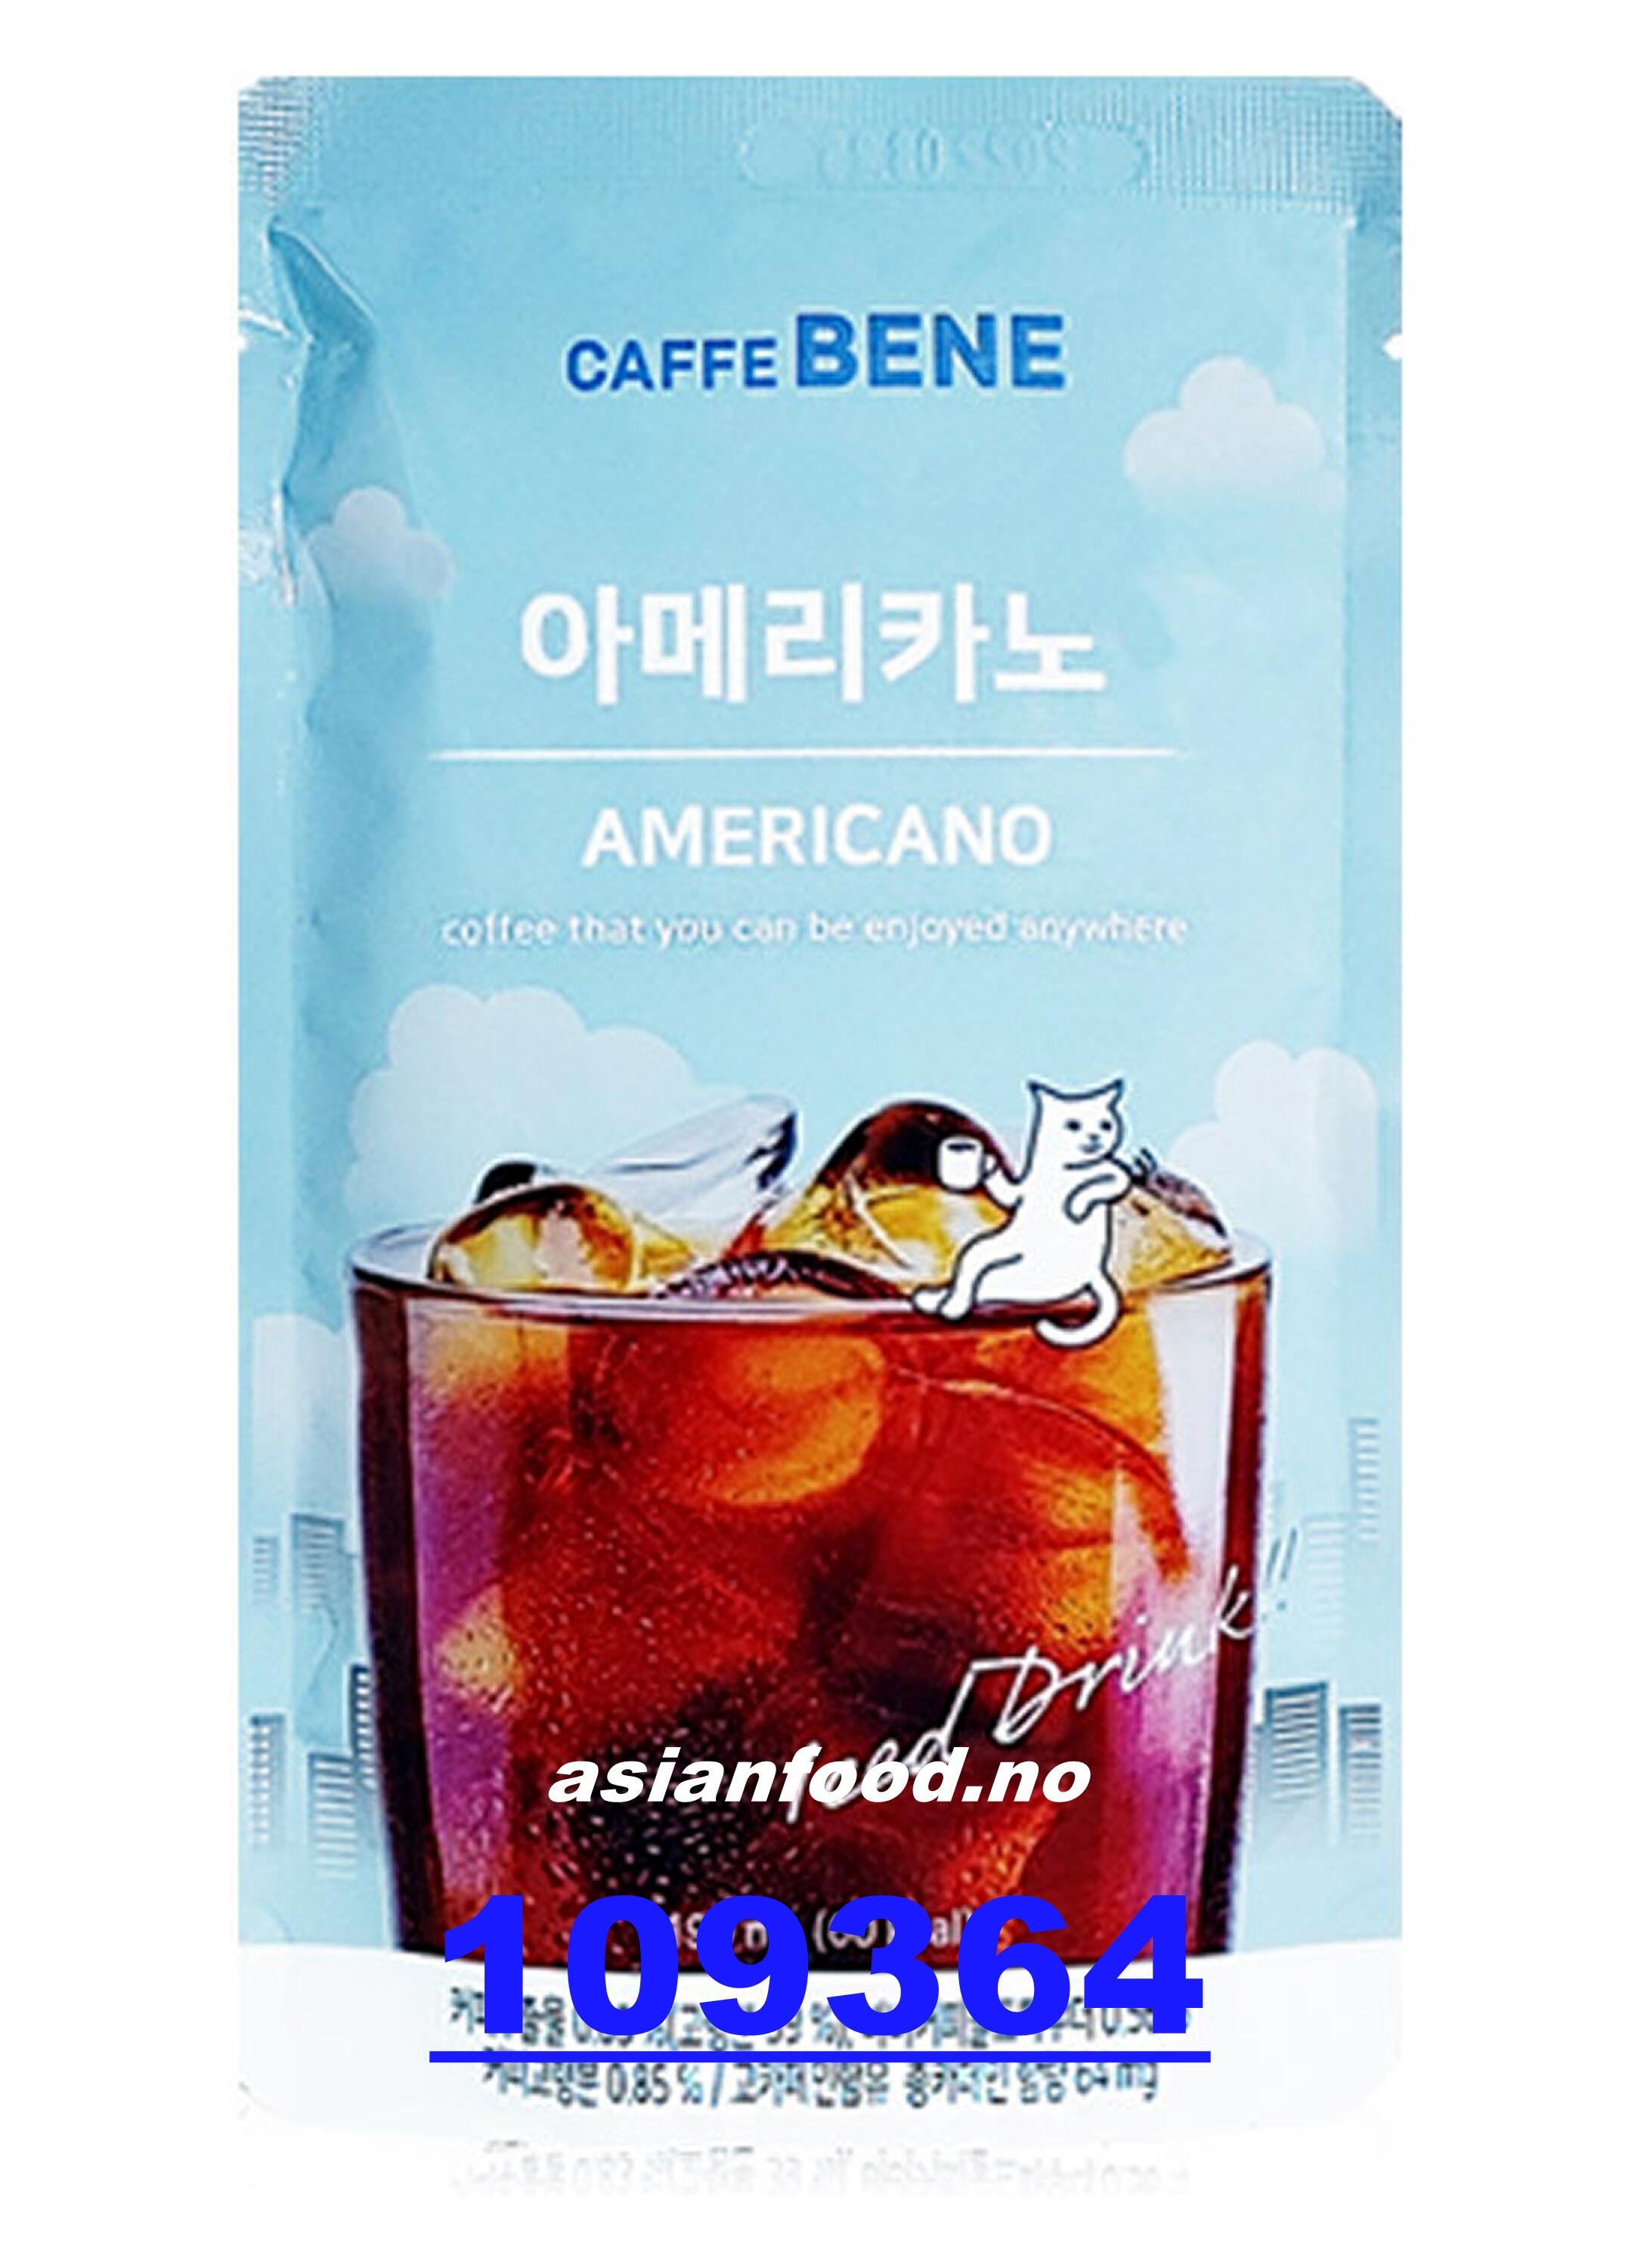 CAFFE BENE
아메리카노
AMERICANO
coffee that you can be enjoyed anywhere
Iced Drink!!
asianfood.no
109364
커피고형분 0.85 % / 고카페인함유 총카페인 함량 64 mg